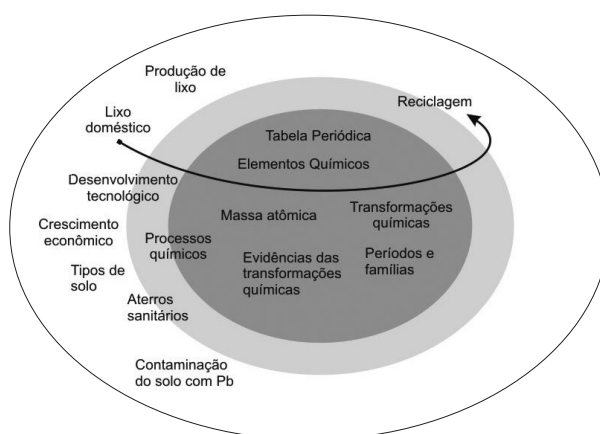 Produção de
lixo
Reciclagem
Lixo
doméstico
Tabela Periódica
Elementos Químicos
Desenvolvimento
tecnológico
Massa atômica
Transformações
químicas
Crescimento
econômico
Processos
químicos
Evidências das
transformações
químicas
Períodos e
famílias
Tipos de
solo
Aterros
sanitários
Contaminação
do solo com Pb